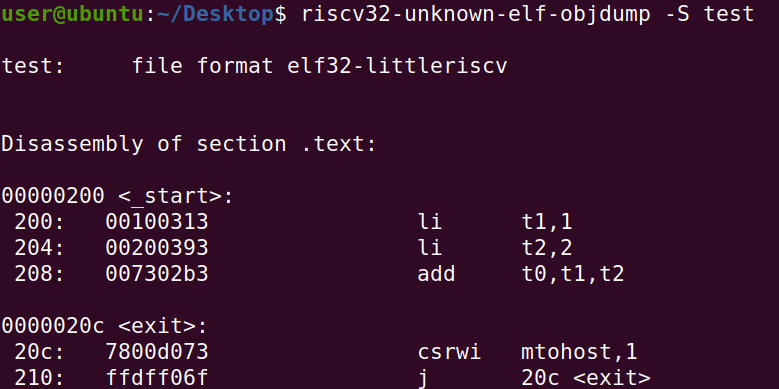 user@ubuntu:~/Desktop$ riscv32-unknown-elf-objdump -S test
test:     file format elf32-littleriscv
Disassembly of section .text:
00000200 <_start>:
 200:   00100313                li      t1,1
 204:   00200393                li      t2,2
 208:   007302b3                add     t0,t1,t2
0000020c <exit>:
 20c:   7800d073                csrwi   mtohost,1
 210:   ffdff06f                j       20c <exit>